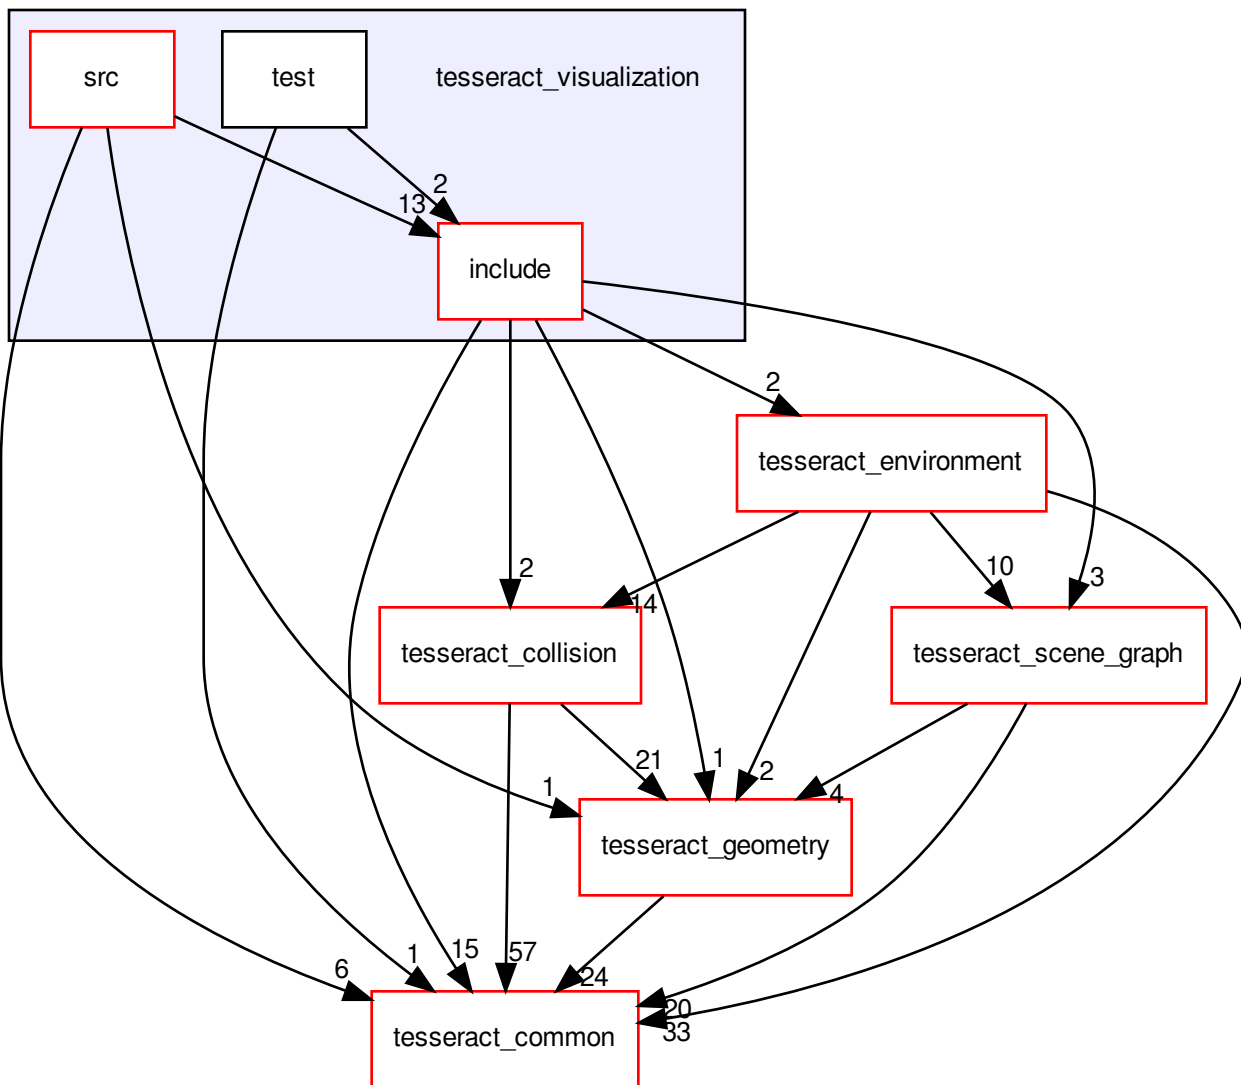 src
test
tesseract_visualization
2
13
include
2
tesseract_environment
10
3
2
14
tesseract_collision
tesseract_scene_graph
21
1
2
1
4
tesseract_geometry
6
1
15
57
24
20
33
tesseract_common